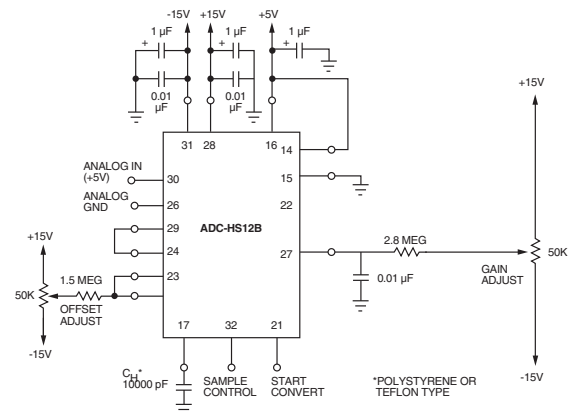 -15V +15V +5V
1 µF 1 µF 1 µF
+ + +
0.01 µF 0.01 µF
31 28 16
14
+15V
ANALOG IN (+5V) 30
15
ANALOG GND 26
22
ADC-HS12B
29
24
27
2.8 MEG
50K
GAIN ADJUST
0.01 µF
+15V
23
1.5 MEG
50K
OFFSET ADJUST
-15V
17 32 21
CH*
10000 pF
SAMPLE CONTROL
START CONVERT
*POLYSTYRENE OR
TEFLON TYPE
-15V